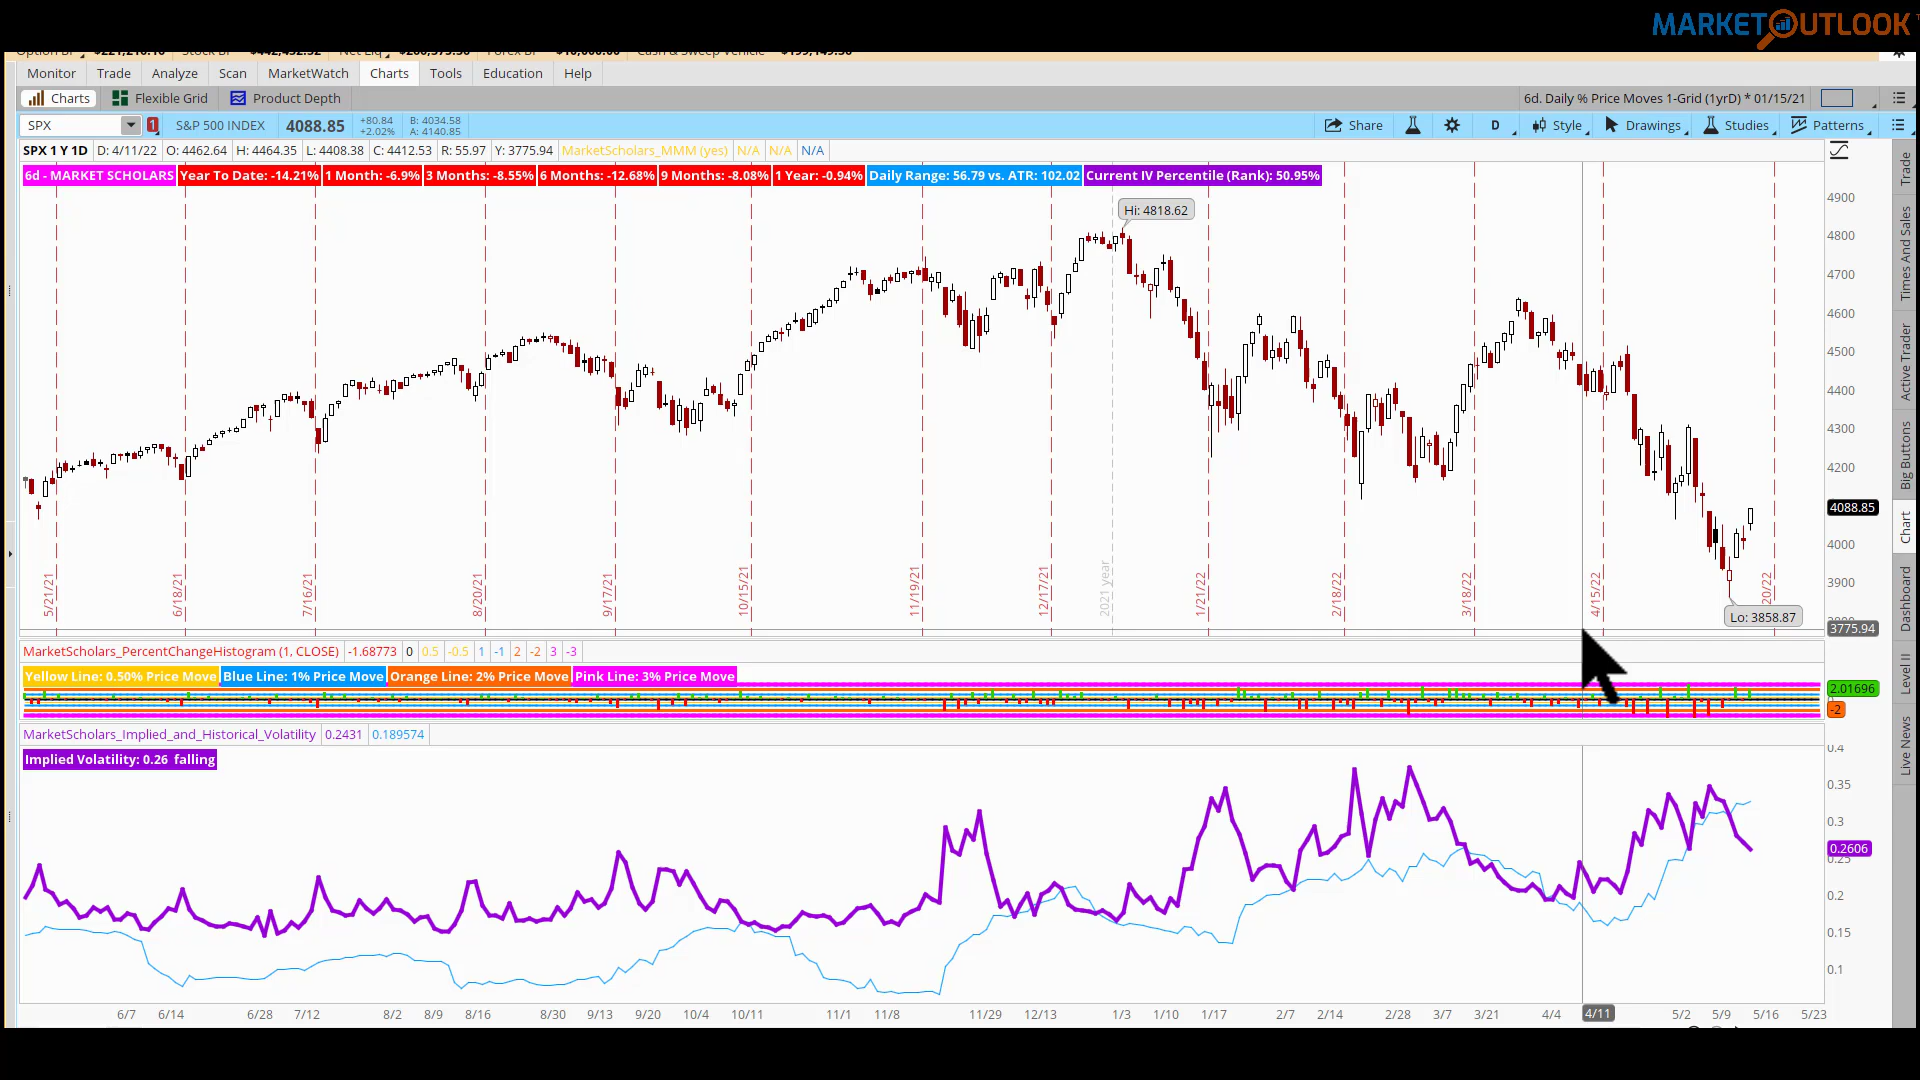 MARKETOUTLOOK
Monitor Trade Analyze Scan MarketWatch Charts Tools Education Help
Charts Flexible Grid Product Depth 6d. Daily % Price Moves 1-Grid (1yrD) * 01/15/21
SPX 1 S&P 500 INDEX 4088.85 +80.84 B: 4034.58 Share D Style Drawings Studies Patterns
+2.02% A: 4140.85
SPX 1 Y 1D D: 4/11/22 O: 4462.64 H: 4464.35 L: 4408.38 C: 4412.53 R: 55.97 Y: 3775.94 MarketScholars_MMM (yes) N/A N/A N/A
6d - MARKET SCHOLARS Year To Date: -14.21% 1 Month: -6.9% 3 Months: -8.55% 6 Months: -12.68% 9 Months: -8.08% 1 Year: -0.94% Daily Range: 56.79 vs. ATR: 102.02 Current IV Percentile (Rank): 50.95%
4900
Hi: 4818.62
4800
4700
4600
4500
4400
4300
4200
4088.85
4000
3900
5/21/21 6/18/21 7/16/21 8/20/21 9/17/21 10/15/21 11/19/21 12/17/21 2021 year 1/21/22 2/18/22 3/18/22 4/15/22 20/22
Lo: 3858.87
3775.94
MarketScholars_PercentChangeHistogram (1, CLOSE) -1.68773 0 0.5 -0.5 1 -1 2 -2 3 -3
Yellow Line: 0.50% Price Move Blue Line: 1% Price Move Orange Line: 2% Price Move Pink Line: 3% Price Move
2.01696
-2
MarketScholars_Implied_and_Historical_Volatility 0.2431 0.189574
Implied Volatility: 0.26 falling
0.4
0.35
0.3
0.2606
0.25
0.2
0.15
0.1
6/7 6/14 6/28 7/12 8/2 8/9 8/16 8/30 9/13 9/20 10/4 10/11 11/1 11/8 11/29 12/13 1/3 1/10 1/17 2/7 2/14 2/28 3/7 3/21 4/4 4/11 5/2 5/9 5/16 5/23
Trade
Times And Sales
Active Trader
Big Buttons
Chart
Dashboard
Level II
Live News